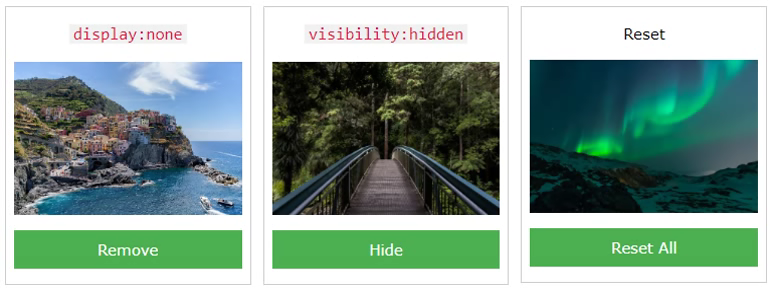 display:none
visibility:hidden
Reset
Remove
Hide
Reset All